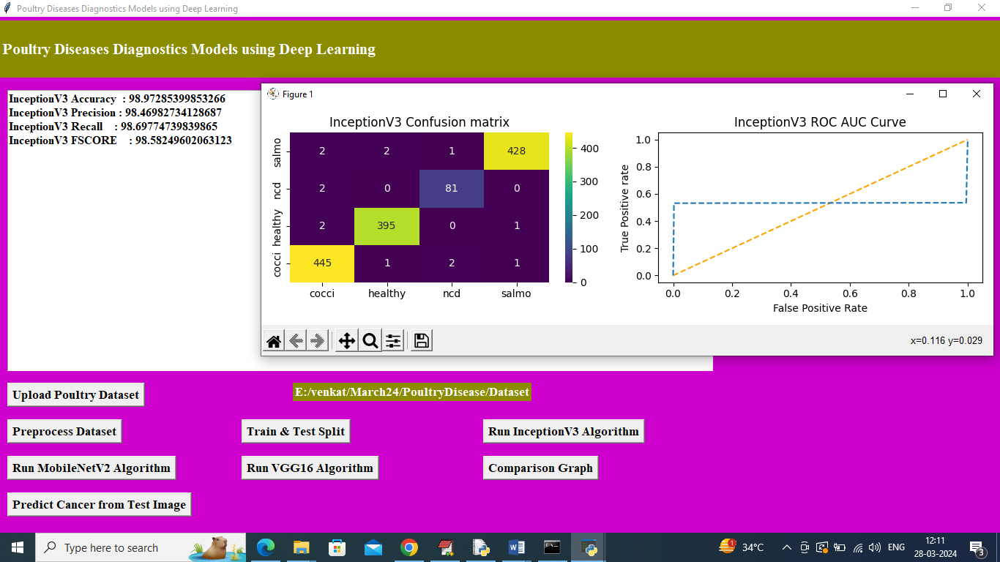 Poultry Diseases Diagnostics Models using Deep Learning
Poultry Diseases Diagnostics Models using Deep Learning
InceptionV3 Accuracy : 98.97285399853266
InceptionV3 Precision : 98.46982734128687
InceptionV3 Recall : 98.69774739839865
InceptionV3 FSCORE : 98.58249602063123
Figure 1
InceptionV3 Confusion matrix
salmo 2 2 1 428
ncd 2 0 81 0
healthy 2 395 0 1
cocci 445 1 2 1
cocci healthy ncd salmo
400
300
200
100
0
InceptionV3 ROC AUC Curve
True Positive rate
1.0
0.8
0.6
0.4
0.2
0.0
0.0 0.2 0.4 0.6 0.8 1.0
False Positive Rate
x=0.116 y=0.029
Upload Poultry Dataset
E:/venkat/March24/PoultryDisease/Dataset
Preprocess Dataset
Train & Test Split
Run InceptionV3 Algorithm
Run MobileNetV2 Algorithm
Run VGG16 Algorithm
Comparison Graph
Predict Cancer from Test Image
Type here to search
1
34°C
ENG
12:11
28-03-2024
3